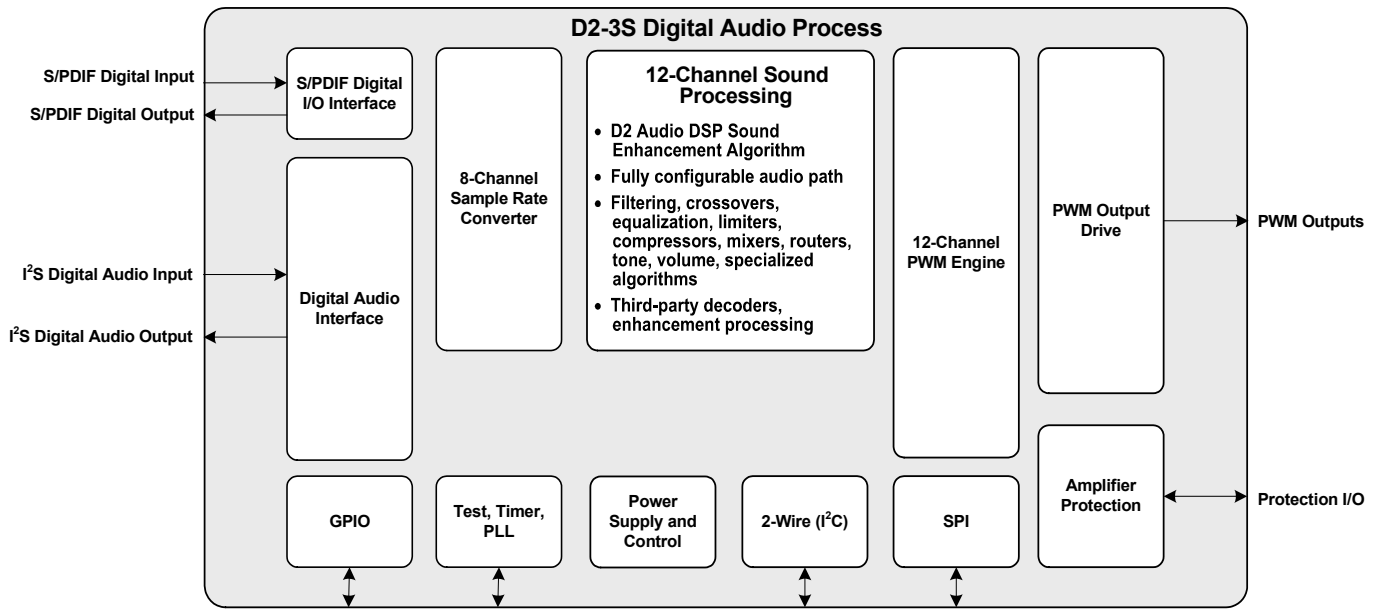 D2-3S Digital Audio Process
S/PDIF Digital Input
S/PDIF Digital Output
I²S Digital Audio Input
I²S Digital Audio Output
S/PDIF Digital
I/O Interface
Digital Audio
Interface
8-Channel
Sample Rate
Converter
12-Channel Sound
Processing
• D2 Audio DSP Sound
Enhancement Algorithm
• Fully configurable audio path
• Filtering, crossovers,
equalization, limiters,
compressors, mixers, routers,
tone, volume, specialized
algorithms
• Third-party decoders,
enhancement processing
12-Channel
PWM Engine
PWM Output
Drive
PWM Outputs
GPIO
Test, Timer,
PLL
Power
Supply and
Control
2-Wire (I²C)
SPI
Amplifier
Protection
Protection I/O